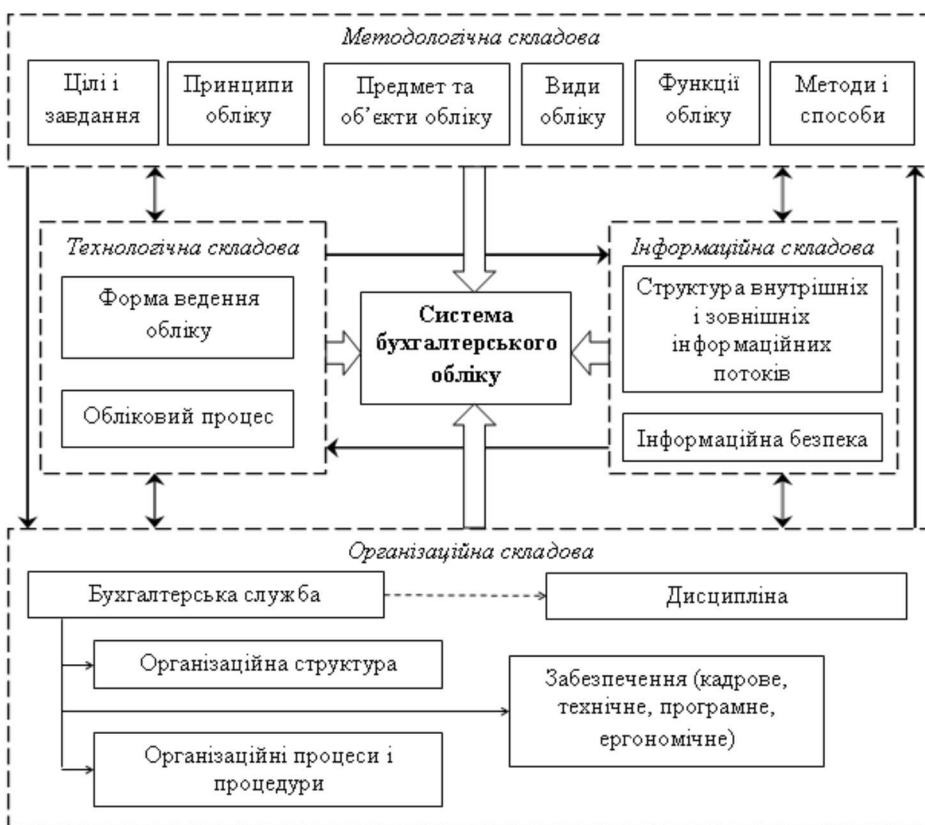 Методологічна складова
Цілі і
завдання
Принципи
обліку
Предмет та
об’єкти обліку
Види
обліку
Функції
обліку
Методи і
способи
Технологічна складова
Форма ведення
обліку
Обліковий процес
Система
бухгалтерського
обліку
Інформаційна складова
Структура внутрішніх
і зовнішніх
інформаційних
потоків
Інформаційна безпека
Організаційна складова
Бухгалтерська служба
Дисципліна
Організаційна структура
Забезпечення (кадрове,
технічне, програмне,
ергономічне)
Організаційні процеси і
процедури